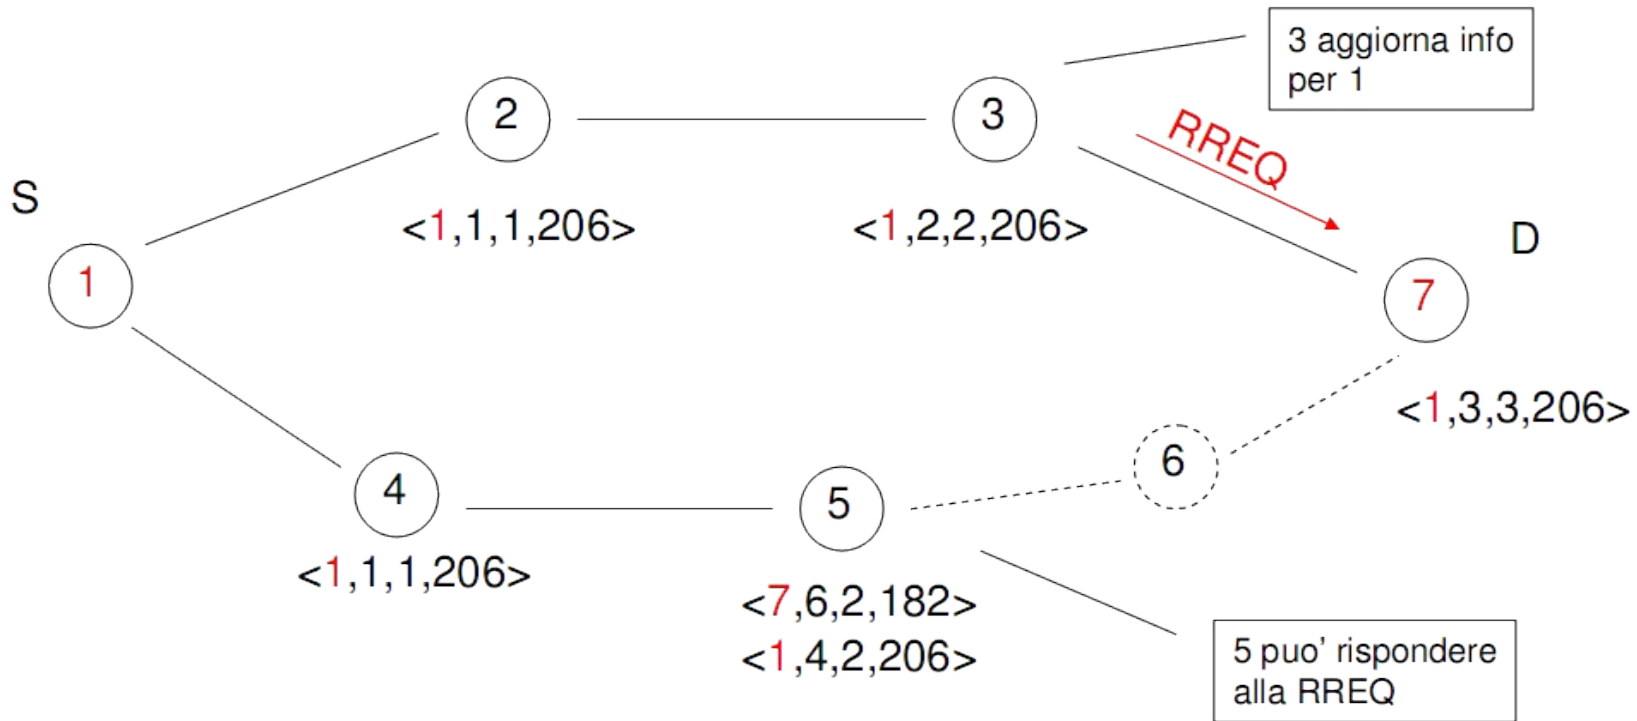 3 aggiorna info
per 1
2
3
RREQ
S
<1,1,1,206>
<1,2,2,206>
D
1
7
<1,3,3,206>
4
5
6
<1,1,1,206>
<7,6,2,182>
<1,4,2,206>
5 puo' rispondere
alla RREQ